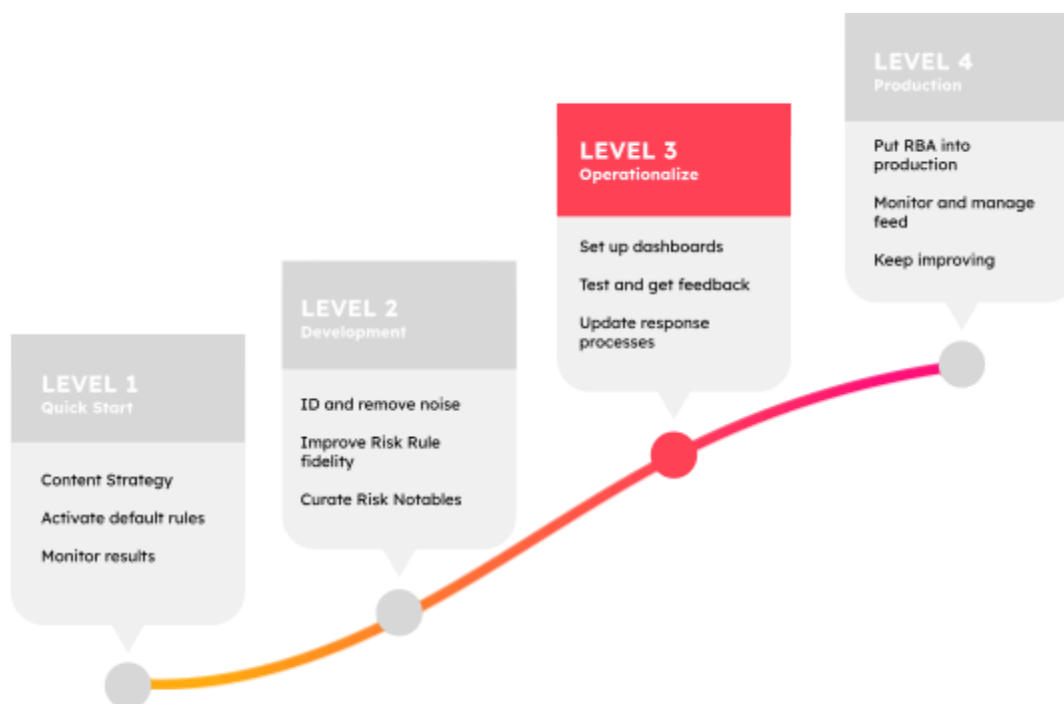 LEVEL 1
Quick Start
Content Strategy
Activate default rules
Monitor results
LEVEL 2
Development
ID and remove noise
Improve Risk Rule
fidelity
Curate Risk Notables
LEVEL 3
Operationalize
Set up dashboards
Test and get feedback
Update response
processes
LEVEL 4
Production
Put RBA into
production
Monitor and manage
feed
Keep improving